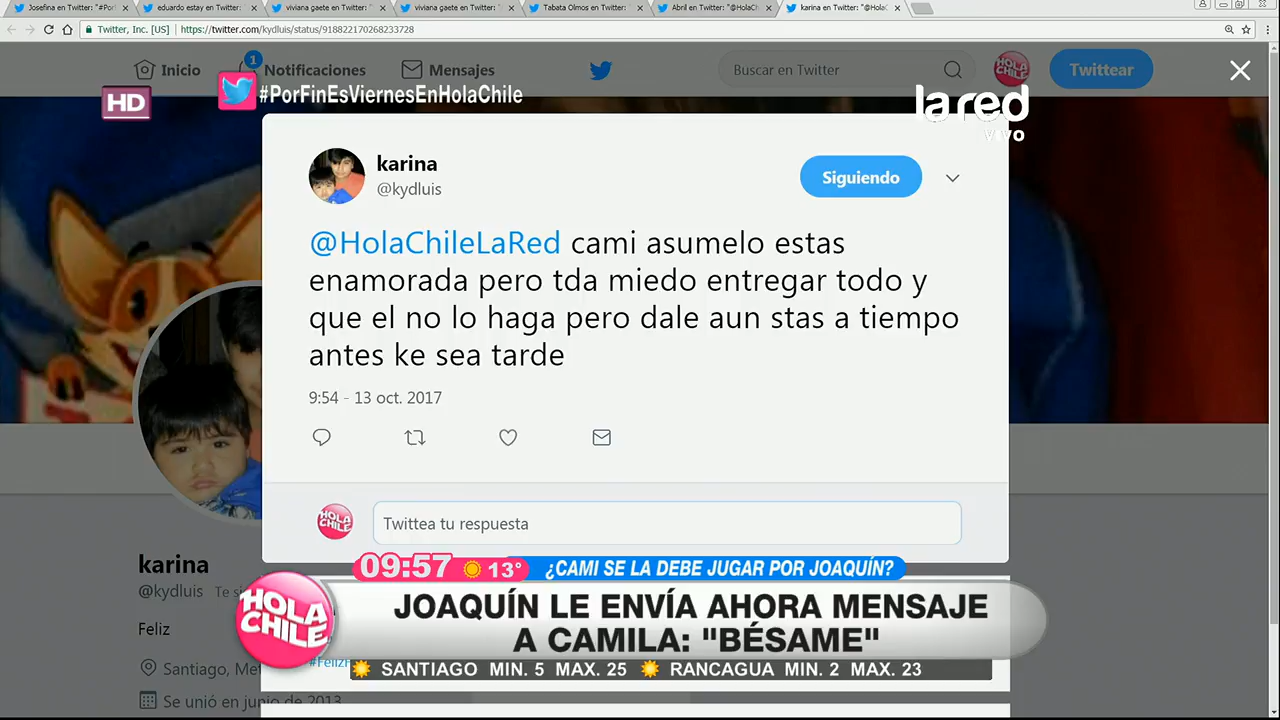 Josefina en Twitter: "#Po
eduardo estay en Twitter:
viviana gaete en Twitter: "
viviana gaete en Twitter: "
Tabata Olmos en Twitter:
Abril en Twitter: "@HolaC
karina en Twitter: "@Hola
Twitter, Inc. [US]
https://twitter.com/kydluis/status/918822170268233728
Inicio
1
Notificaciones
Mensajes
Buscar en Twitter
HOLA CHILE
Twittear
HD
#PorFinEsViernesEnHolaChile
la red
vivo
karina
@kydluis
Siguiendo
@HolaChileLaRed cami asumelo estas
enamorada pero tda miedo entregar todo y
que el no lo haga pero dale aun stas a tiempo
antes ke sea tarde
9:54 - 13 oct. 2017
HOLA CHILE
Twittea tu respuesta
karina
@kydluis Te si
Feliz
Santiago, Met
Se unió en junio de 2013
09:57
13°
¿CAMI SE LA DEBE JUGAR POR JOAQUÍN?
HOLA
CHILE
JOAQUÍN LE ENVÍA AHORA MENSAJE
A CAMILA: "BÉSAME"
SANTIAGO MIN. 5 MAX. 25 RANCAGUA MIN. 2 MAX. 23